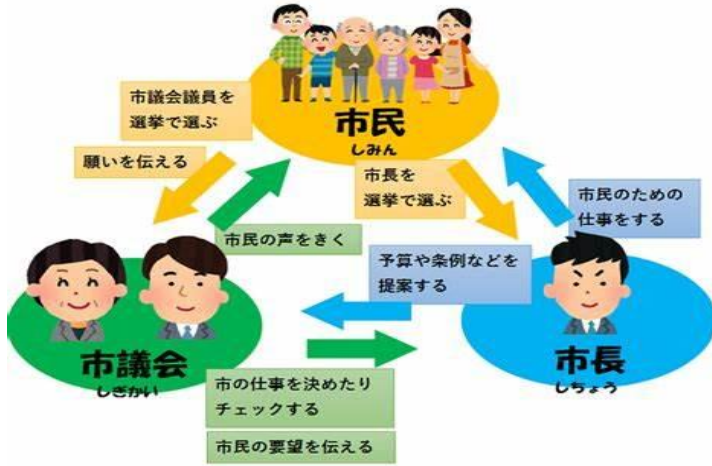 市民
しみん
市議会議員を
選挙で選ぶ
願いを伝える
市民の声をきく
市長を
選挙で選ぶ
市民のための
仕事をする
予算や条例などを
提案する
市議会
しぎかい
市長
しちょう
市の仕事を決めたり
チェックする
市民の要望を伝える